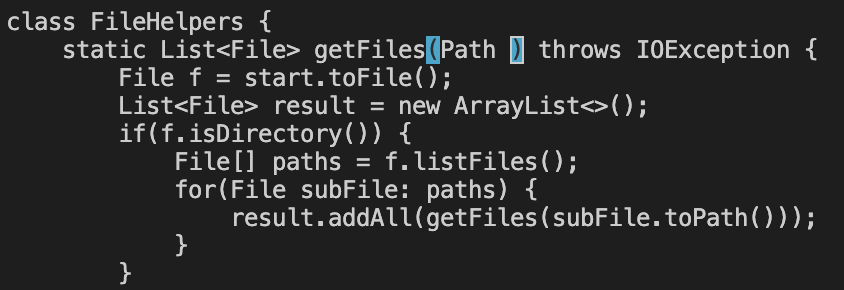 class FileHelpers {
    static List<File> getFiles(Path ) throws IOException {
        File f = start.toFile();
        List<File> result = new ArrayList<>();
        if(f.isDirectory()) {
            File[] paths = f.listFiles();
            for(File subFile: paths) {
                result.addAll(getFiles(subFile.toPath()));
            }
        }